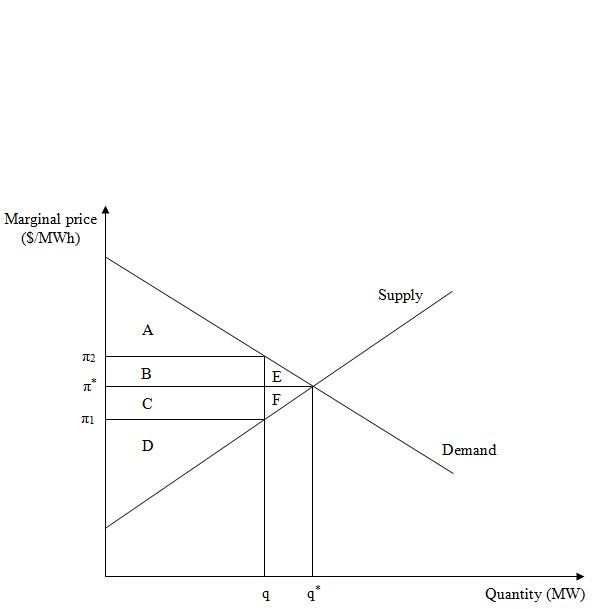 Marginal price
($/MWh)
Supply
A
π2
B
E
π*
C
F
π1
D
Demand
q
q*
Quantity (MW)